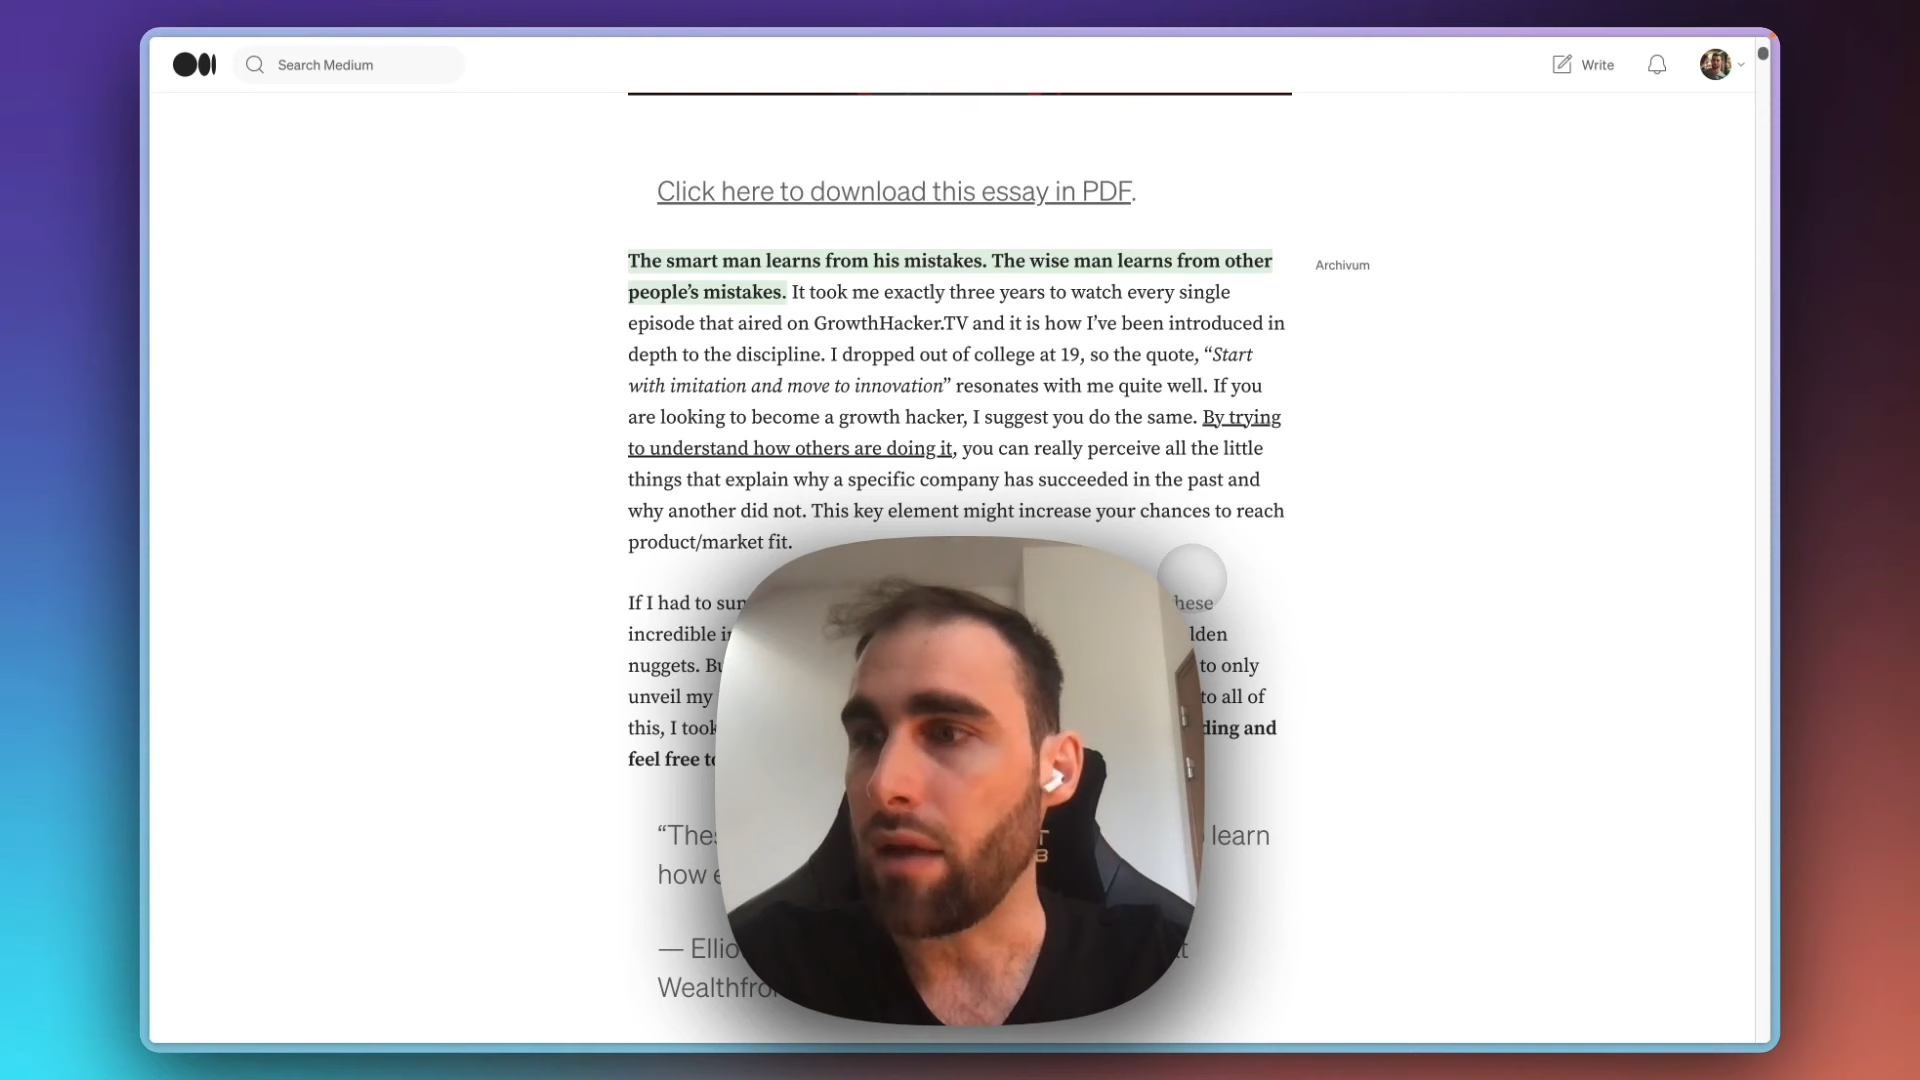 Search Medium
Write
Click here to download this essay in PDF.
The smart man learns from his mistakes. The wise man learns from other
people’s mistakes. It took me exactly three years to watch every single
episode that aired on GrowthHacker.TV and it is how I’ve been introduced in
depth to the discipline. I dropped out of college at 19, so the quote, “Start
with imitation and move to innovation” resonates with me quite well. If you
are looking to become a growth hacker, I suggest you do the same. By trying
to understand how others are doing it, you can really perceive all the little
things that explain why a specific company has succeeded in the past and
why another did not. This key element might increase your chances to reach
product/market fit.
Archivum
If I had to
incredible
nuggets. to only
unveil my to all of
this, I took and
feel free
learn
how
—